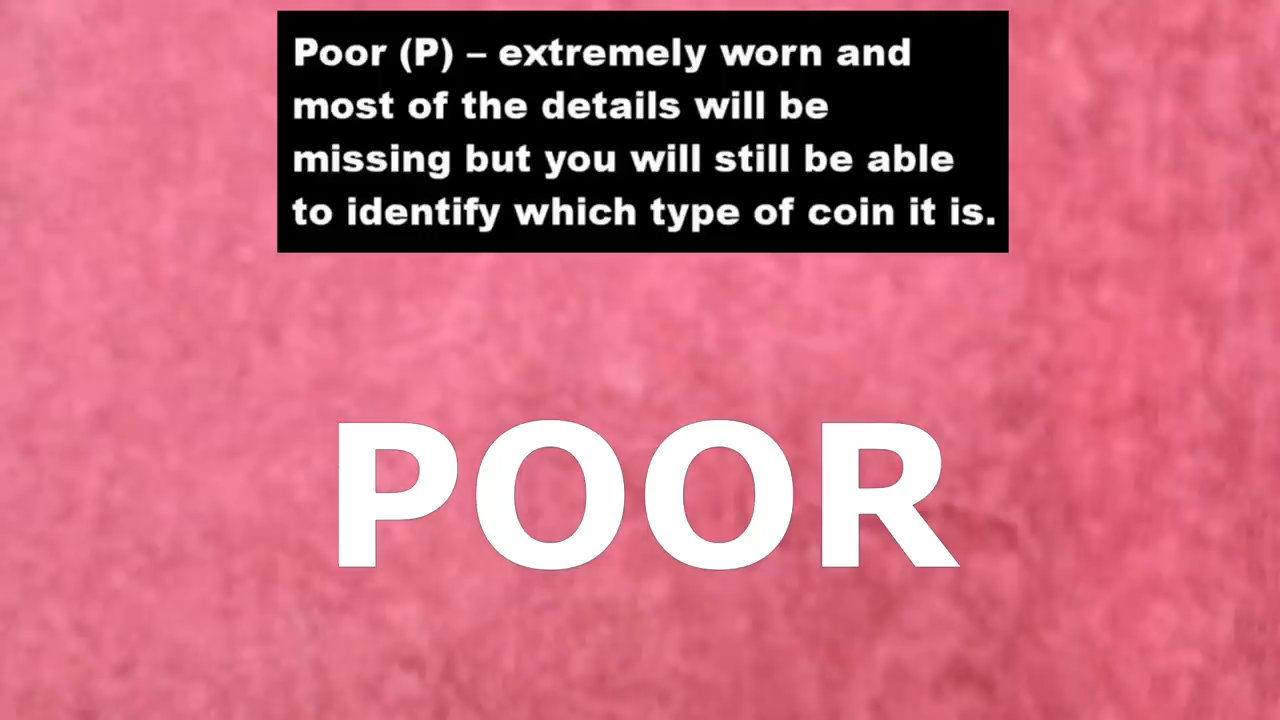 Poor (P) – extremely worn and
most of the details will be
missing but you will still be able
to identify which type of coin it is.
POOR